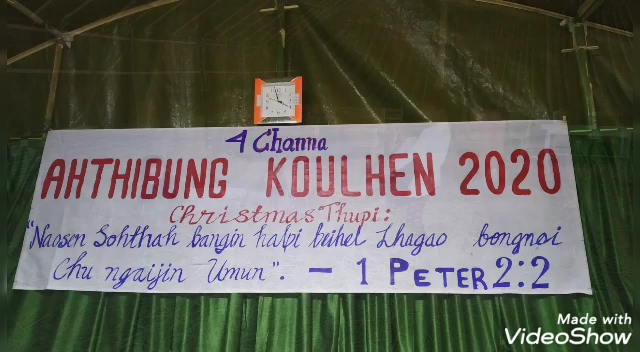 4 Channa
AHTHIBUNG KOULHEN 2020
Christmas Thupi:
"Naosen Sohthah bangin halpi beihel Lhagao bongnoi
Chu ngaijin Umun". - 1 PETER 2:2
Made with
VideoShow